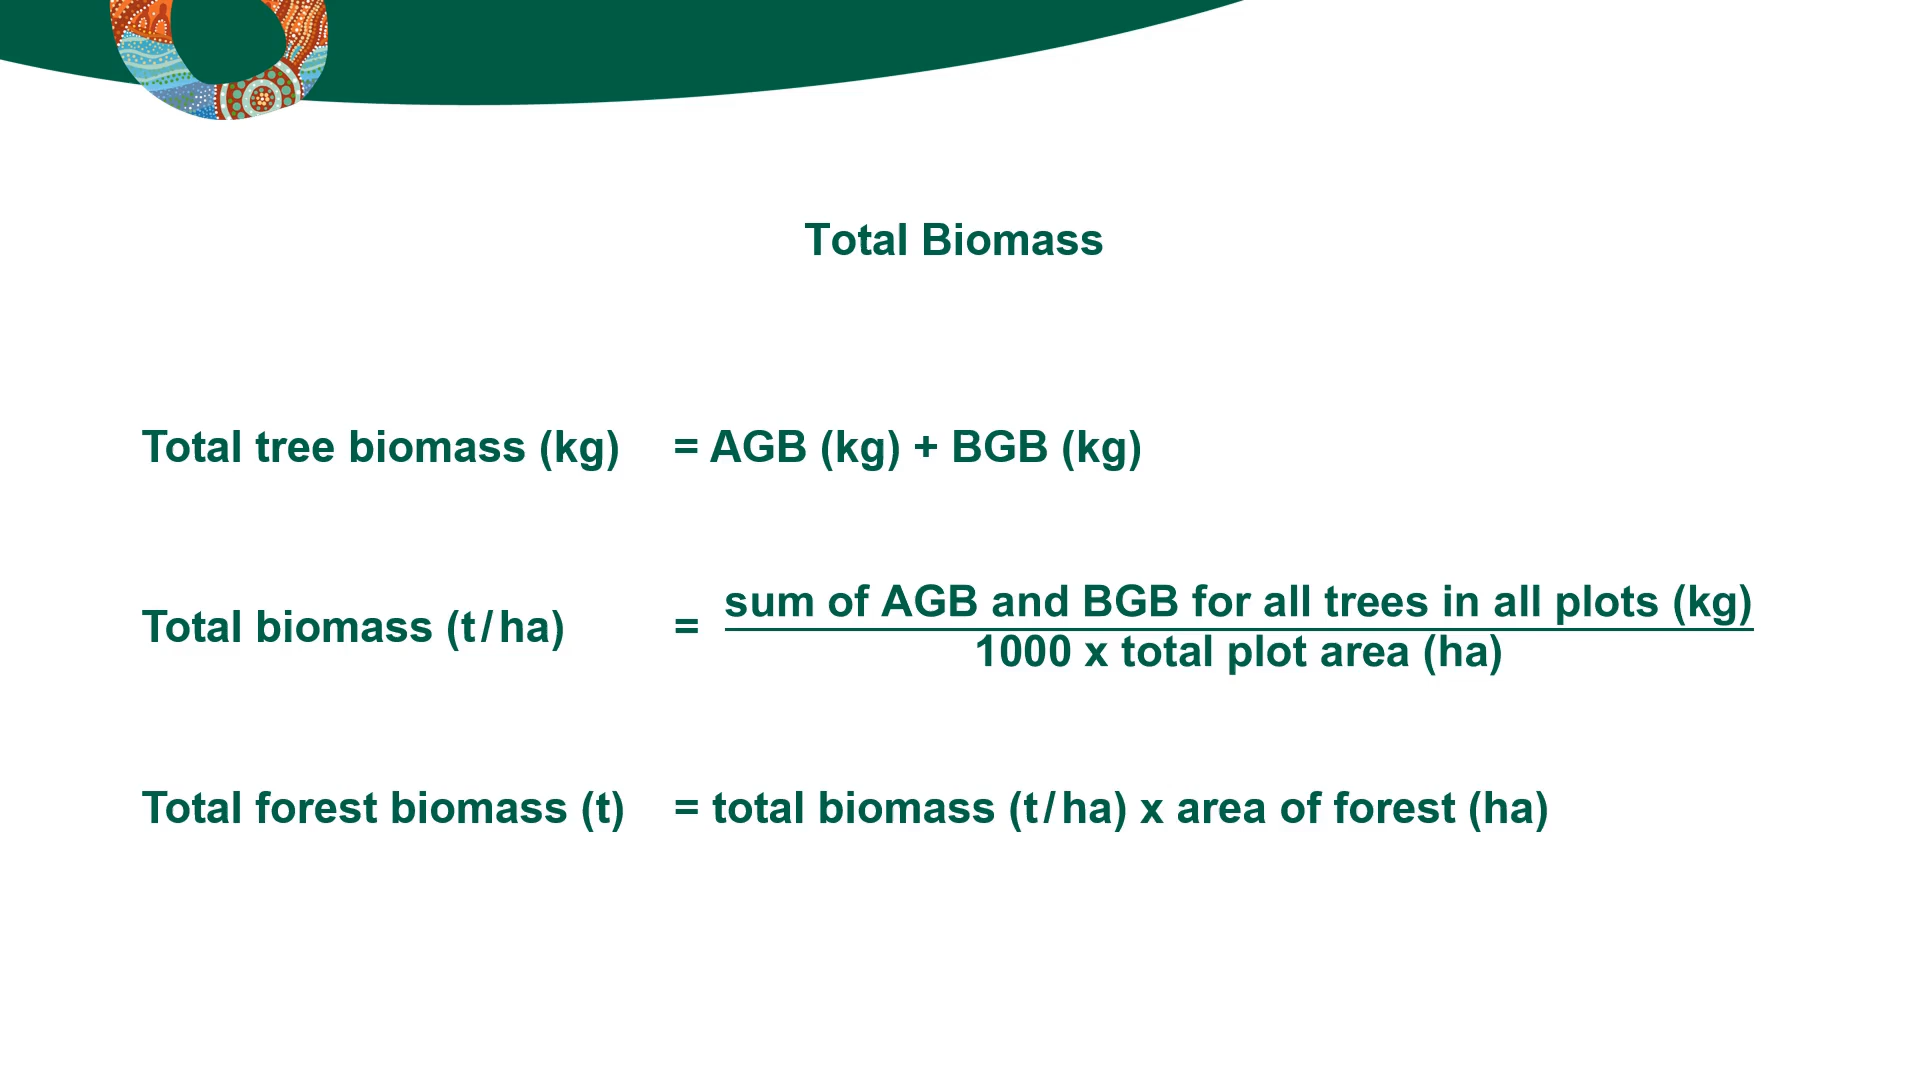 Total Biomass
Total tree biomass (kg) = AGB (kg) + BGB (kg)
Total biomass (t/ha) = sum of AGB and BGB for all trees in all plots (kg)
1000 x total plot area (ha)
Total forest biomass (t) = total biomass (t/ha) x area of forest (ha)